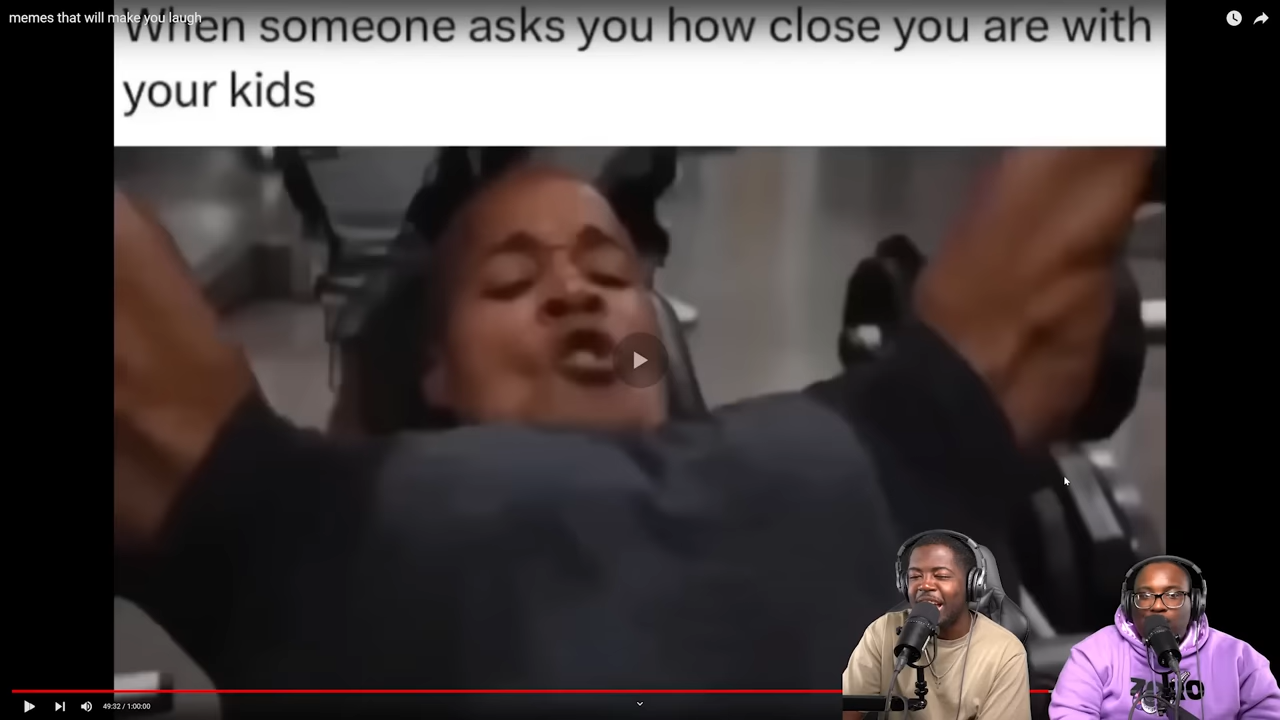 memes that will make you laugh
When someone asks you how close you are with
your kids
49:32 / 1:00:00